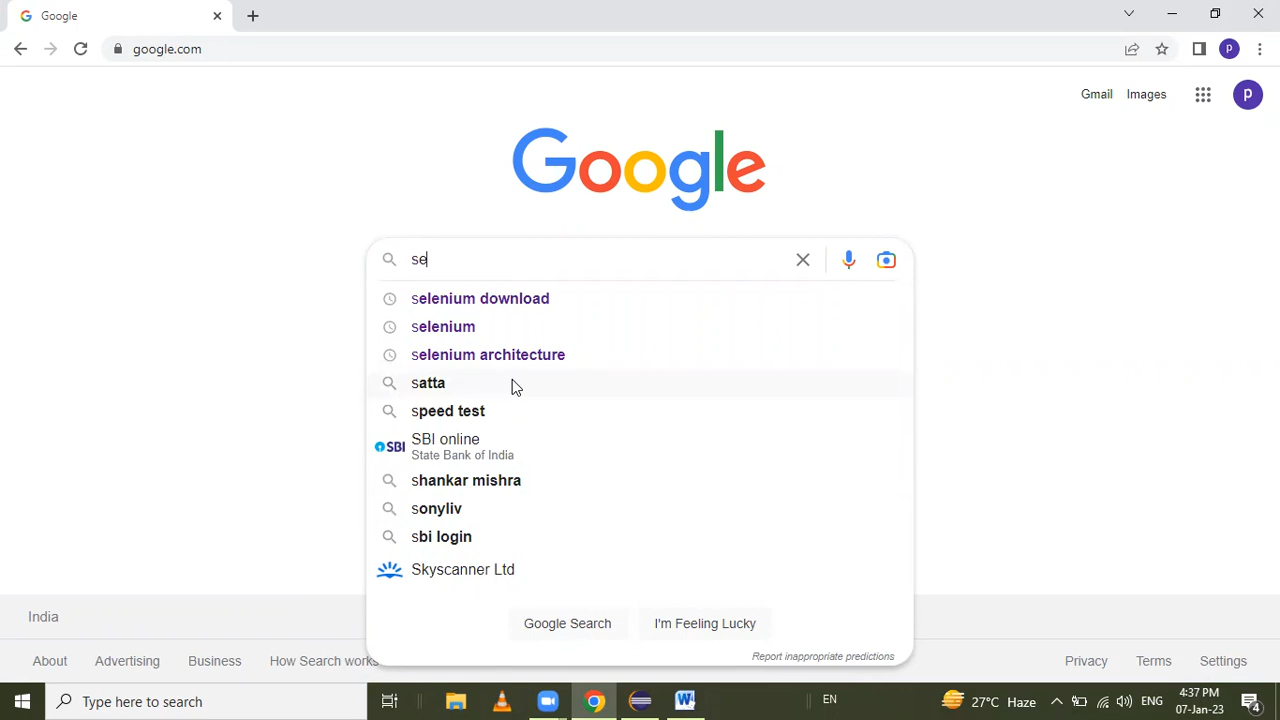 Google
google.com
P
Gmail
Images
P
Google
se
selenium download
selenium
selenium architecture
satta
speed test
SBI
SBI online
State Bank of India
shankar mishra
sonyliv
sbi login
Skyscanner Ltd
Google Search
I'm Feeling Lucky
Report inappropriate predictions
India
About
Advertising
Business
How Search works
Privacy
Terms
Settings
Type here to search
EN
27°C Haze
ENG
4:37 PM
07-Jan-23
4